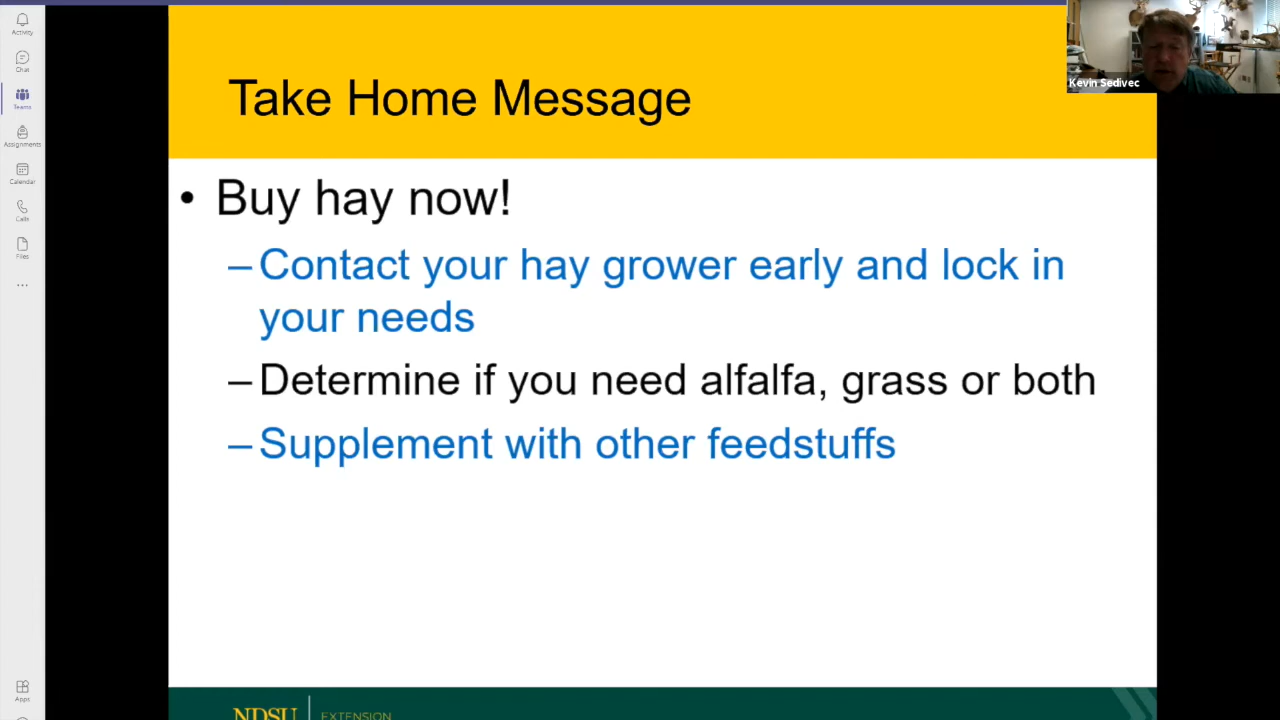 Activity
Chat
Teams
Assignments
Calendar
Calls
Files
Apps
Kevin Sedivec
Take Home Message
• Buy hay now!
– Contact your hay grower early and lock in
your needs
– Determine if you need alfalfa, grass or both
– Supplement with other feedstuffs
NDSU | EXTENSION